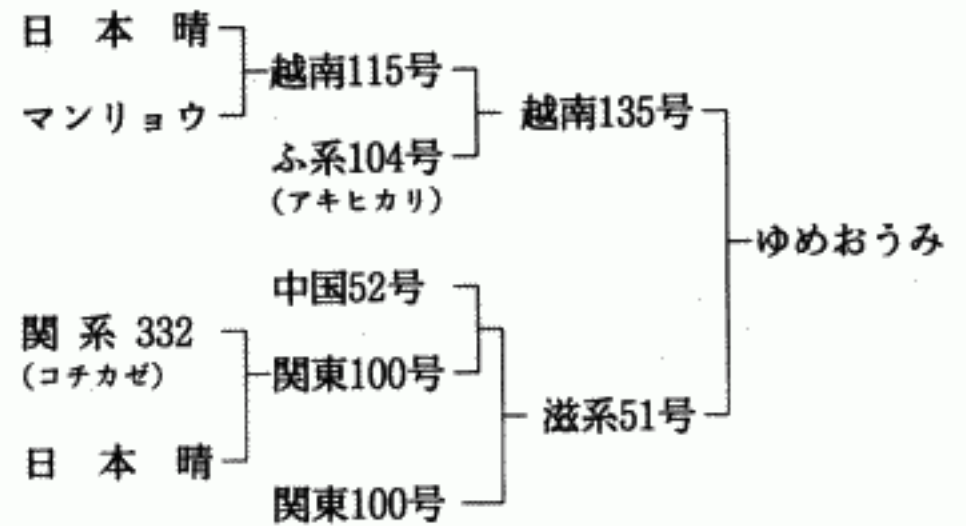 日本晴
マンリョウ
越南115号
ふ系104号
(アキヒカリ)
越南135号
ゆめおうみ
中国52号
関系332
(コチカゼ)
関東100号
日本晴
関東100号
滋系51号